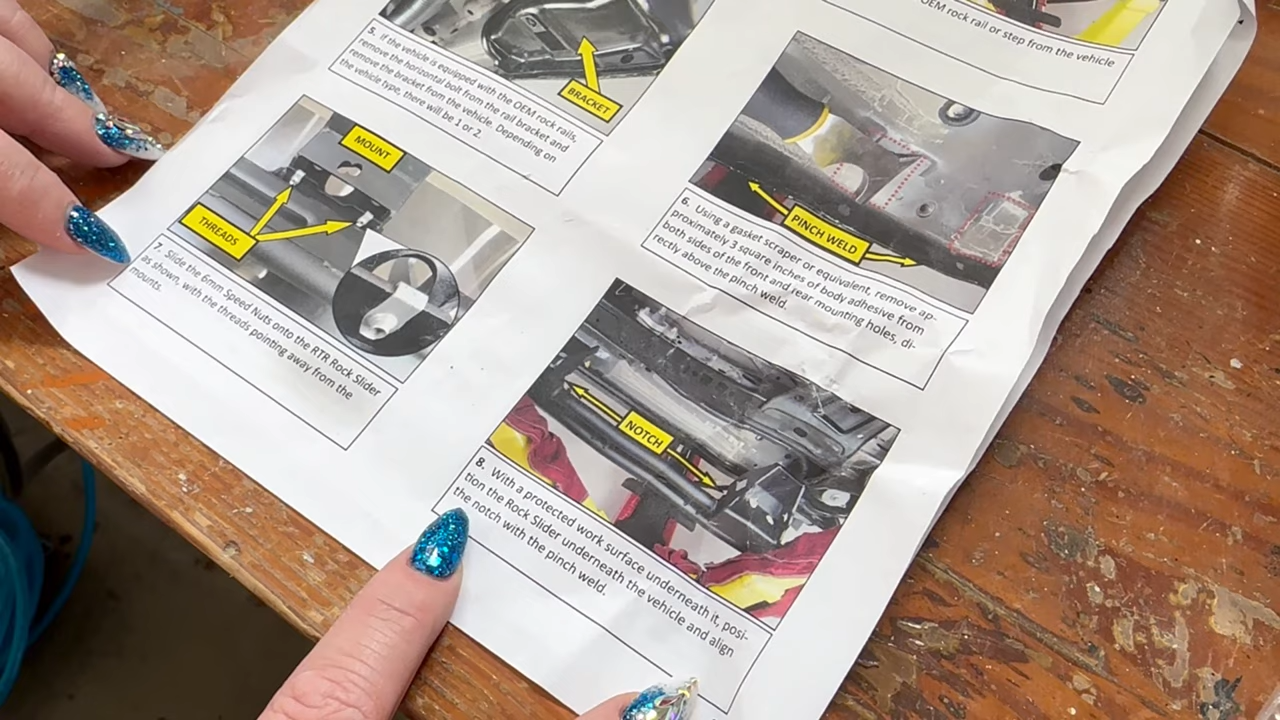 OEM rock rail or step from the vehicle
BRACKET
5. If the vehicle is equipped with the OEM rock rails,
remove the horizontal bolt from the rail bracket and
remove the bracket from the vehicle. Depending on
the vehicle type, there will be 1 or 2.
PINCH WELD
6. Using a gasket scraper or equivalent, remove ap-
proximately 3 square inches of body adhesive from
both sides of the front and rear mounting holes, di-
rectly above the pinch weld.
MOUNT
THREADS
7. Slide the 6mm Speed Nuts onto the RTR Rock Slider
as shown, with the threads pointing away from the
mounts.
NOTCH
8. With a protected work surface underneath it, posi-
tion the Rock Slider underneath the vehicle and align
the notch with the pinch weld.